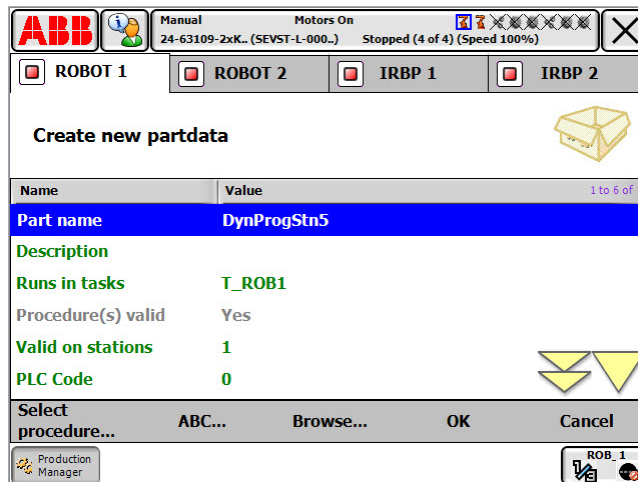 ABB
Manual Motors On
24-63109-2xK.. (SEVST-L-000..) Stopped (4 of 4) (Speed 100%)
ROBOT 1 ROBOT 2 IRBP 1 IRBP 2
Create new partdata
Name Value 1 to 6 of
Part name DynProgStn5
Description
Runs in tasks T_ROB1
Procedure(s) valid Yes
Valid on stations 1
PLC Code 0
Select
procedure... ABC... Browse... OK Cancel
Production
Manager
ROB_1
1/3